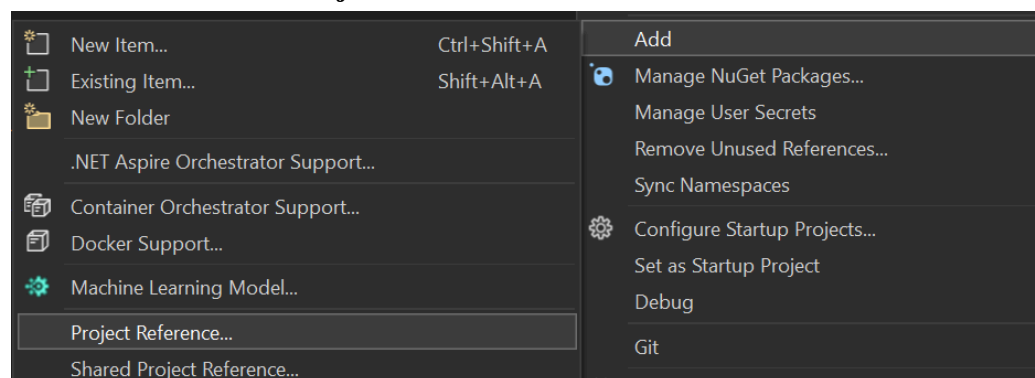 New Item... Ctrl+Shift+A
Existing Item... Shift+Alt+A
New Folder
.NET Aspire Orchestrator Support...
Container Orchestrator Support...
Docker Support...
Machine Learning Model...
Project Reference...
Shared Project Reference...
Add
Manage NuGet Packages...
Manage User Secrets
Remove Unused References...
Sync Namespaces
Configure Startup Projects...
Set as Startup Project
Debug
Git